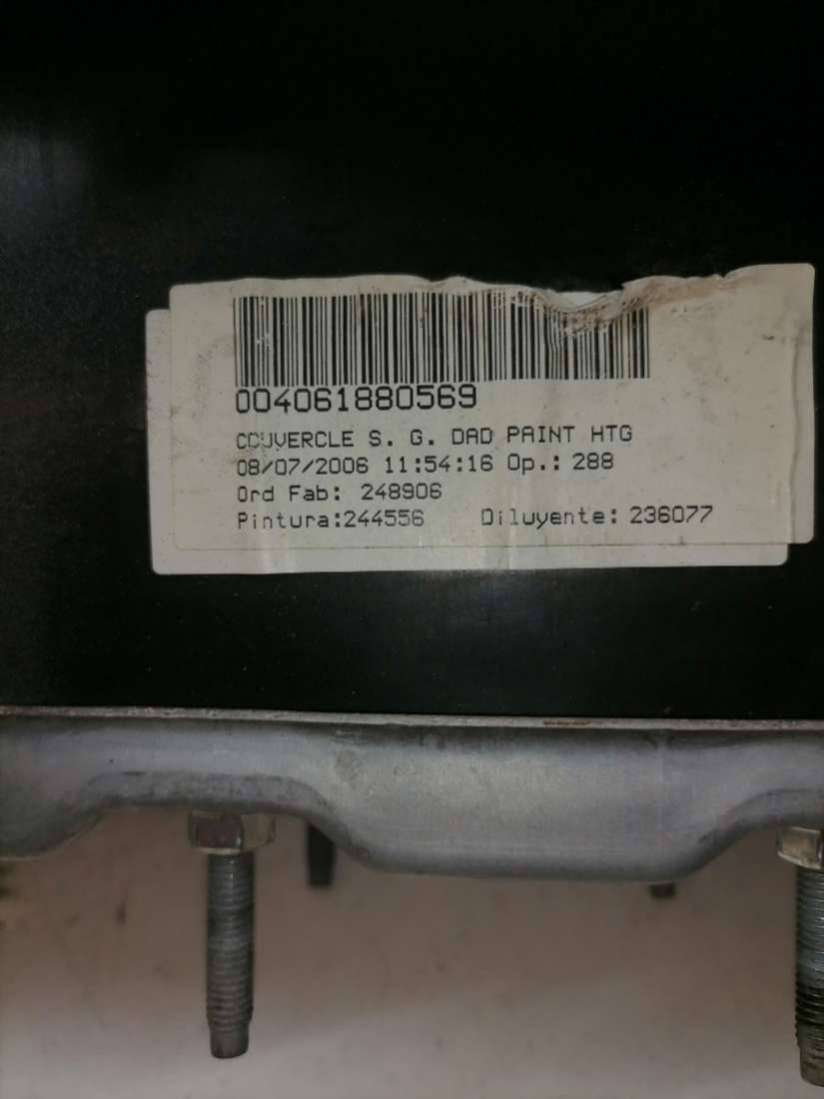 004061880569
COUVERCLE S. G. DAD PAINT HTG
08/07/2006 11:54:16 Op.: 288
Ord Fab: 248906
Pintura:244556 Diluyente: 236077